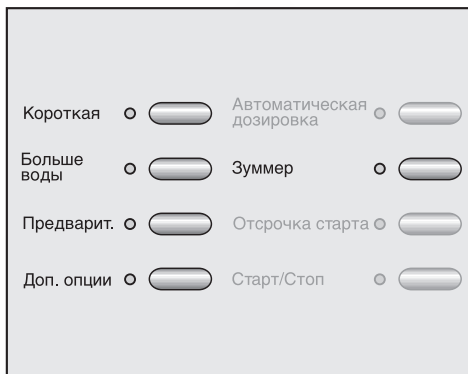 Короткая
Автоматическая
дозировка
Больше
воды
Зуммер
Предварит.
Отсрочка старта
Доп. опции
Старт/Стоп